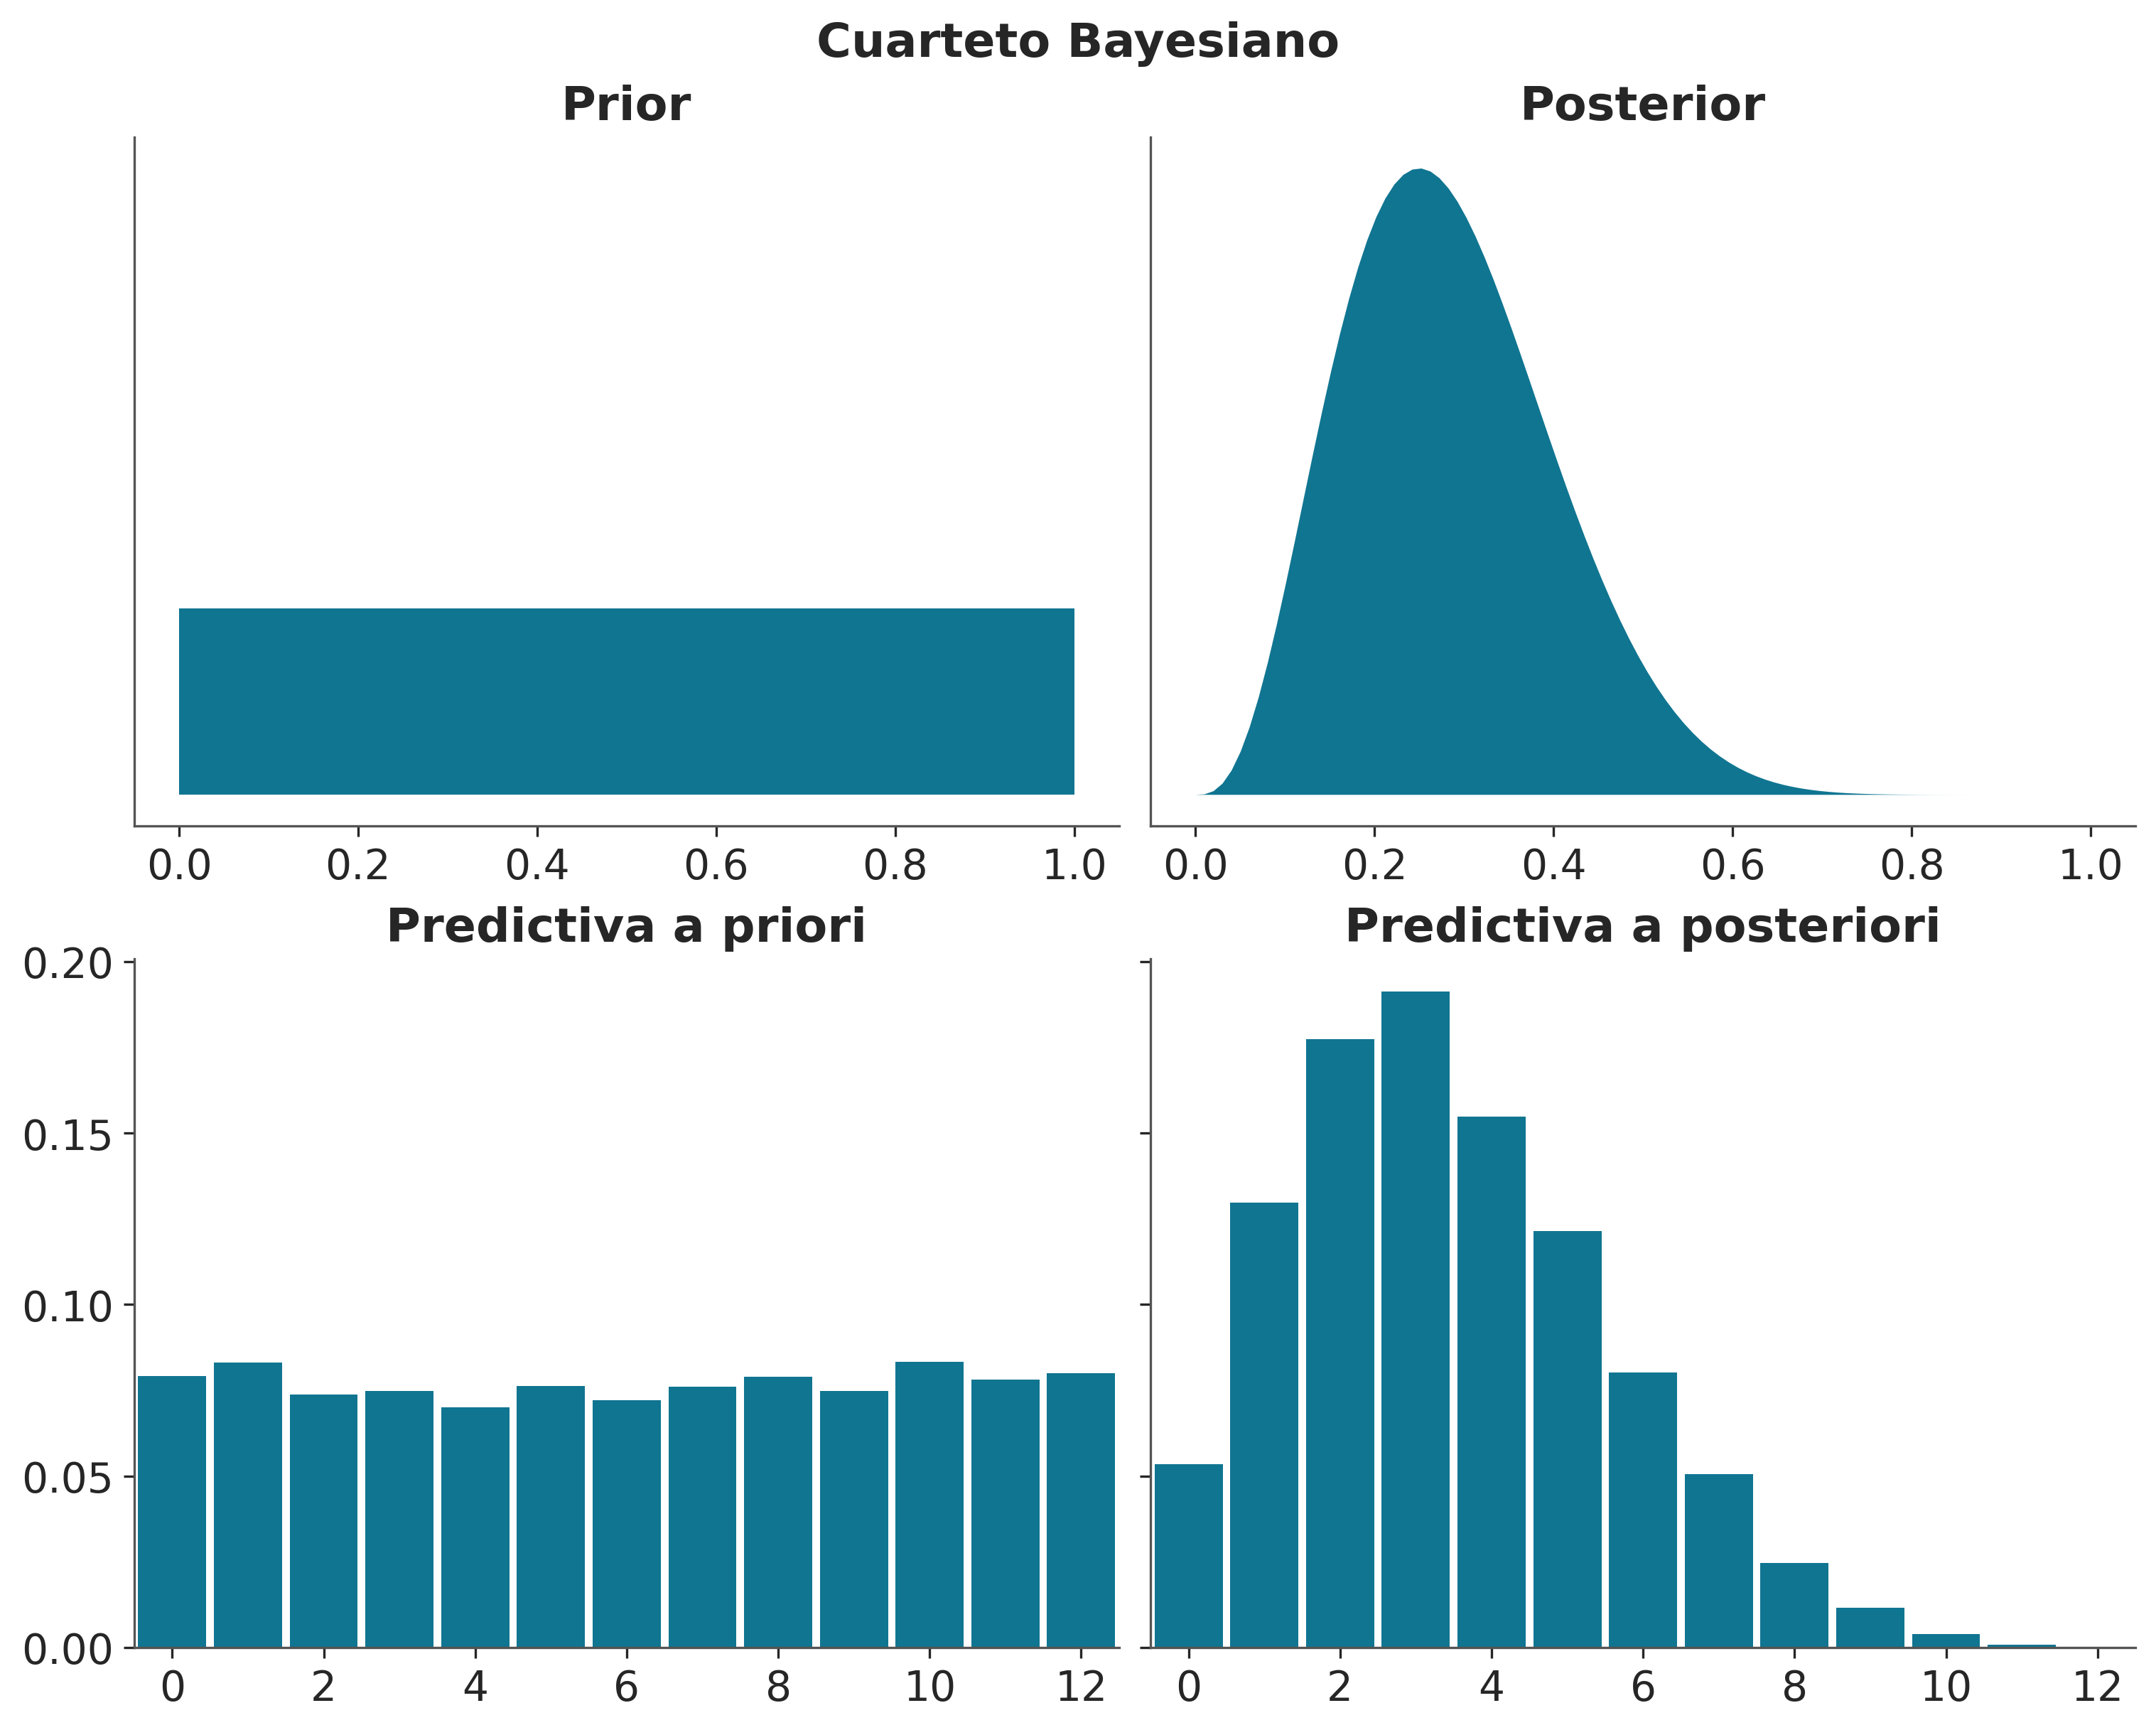 Cuarteto Bayesiano
Prior
Posterior
0.0 0.2 0.4 0.6 0.8 1.0
0.0 0.2 0.4 0.6 0.8 1.0
Predictiva a priori
Predictiva a posteriori
0.20
0.15
0.10
0.05
0.00
0 2 4 6 8 10 12
0 2 4 6 8 10 12